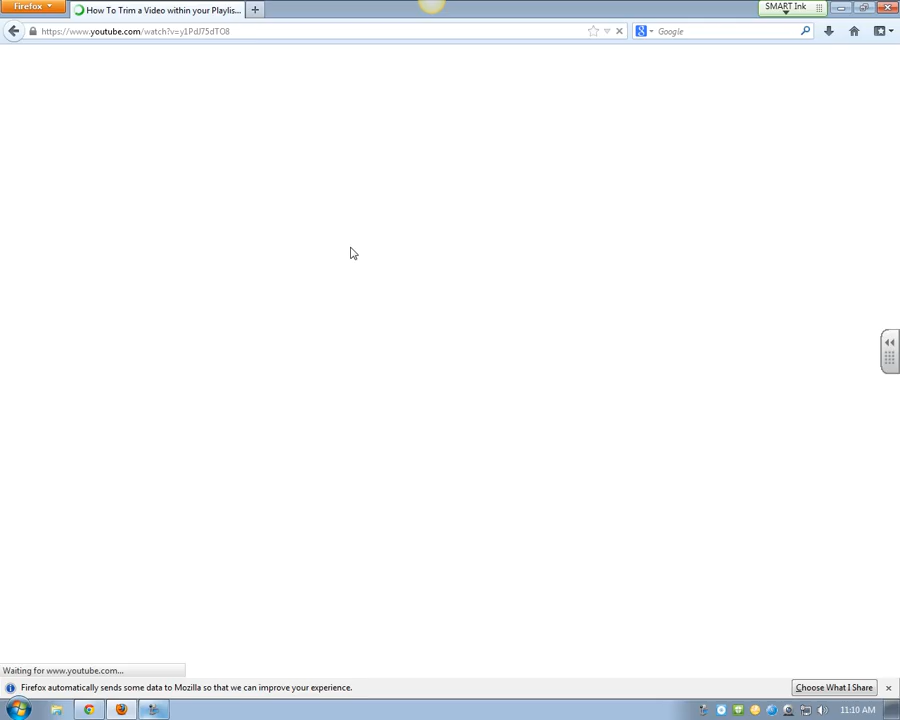 Firefox
How To Trim a Video within your Playlis...
SMART Ink
https://www.youtube.com/watch?v=y1PdJ75dTO8
Google
Waiting for www.youtube.com...
Firefox automatically sends some data to Mozilla so that we can improve your experience.
Choose What I Share
11:10 AM